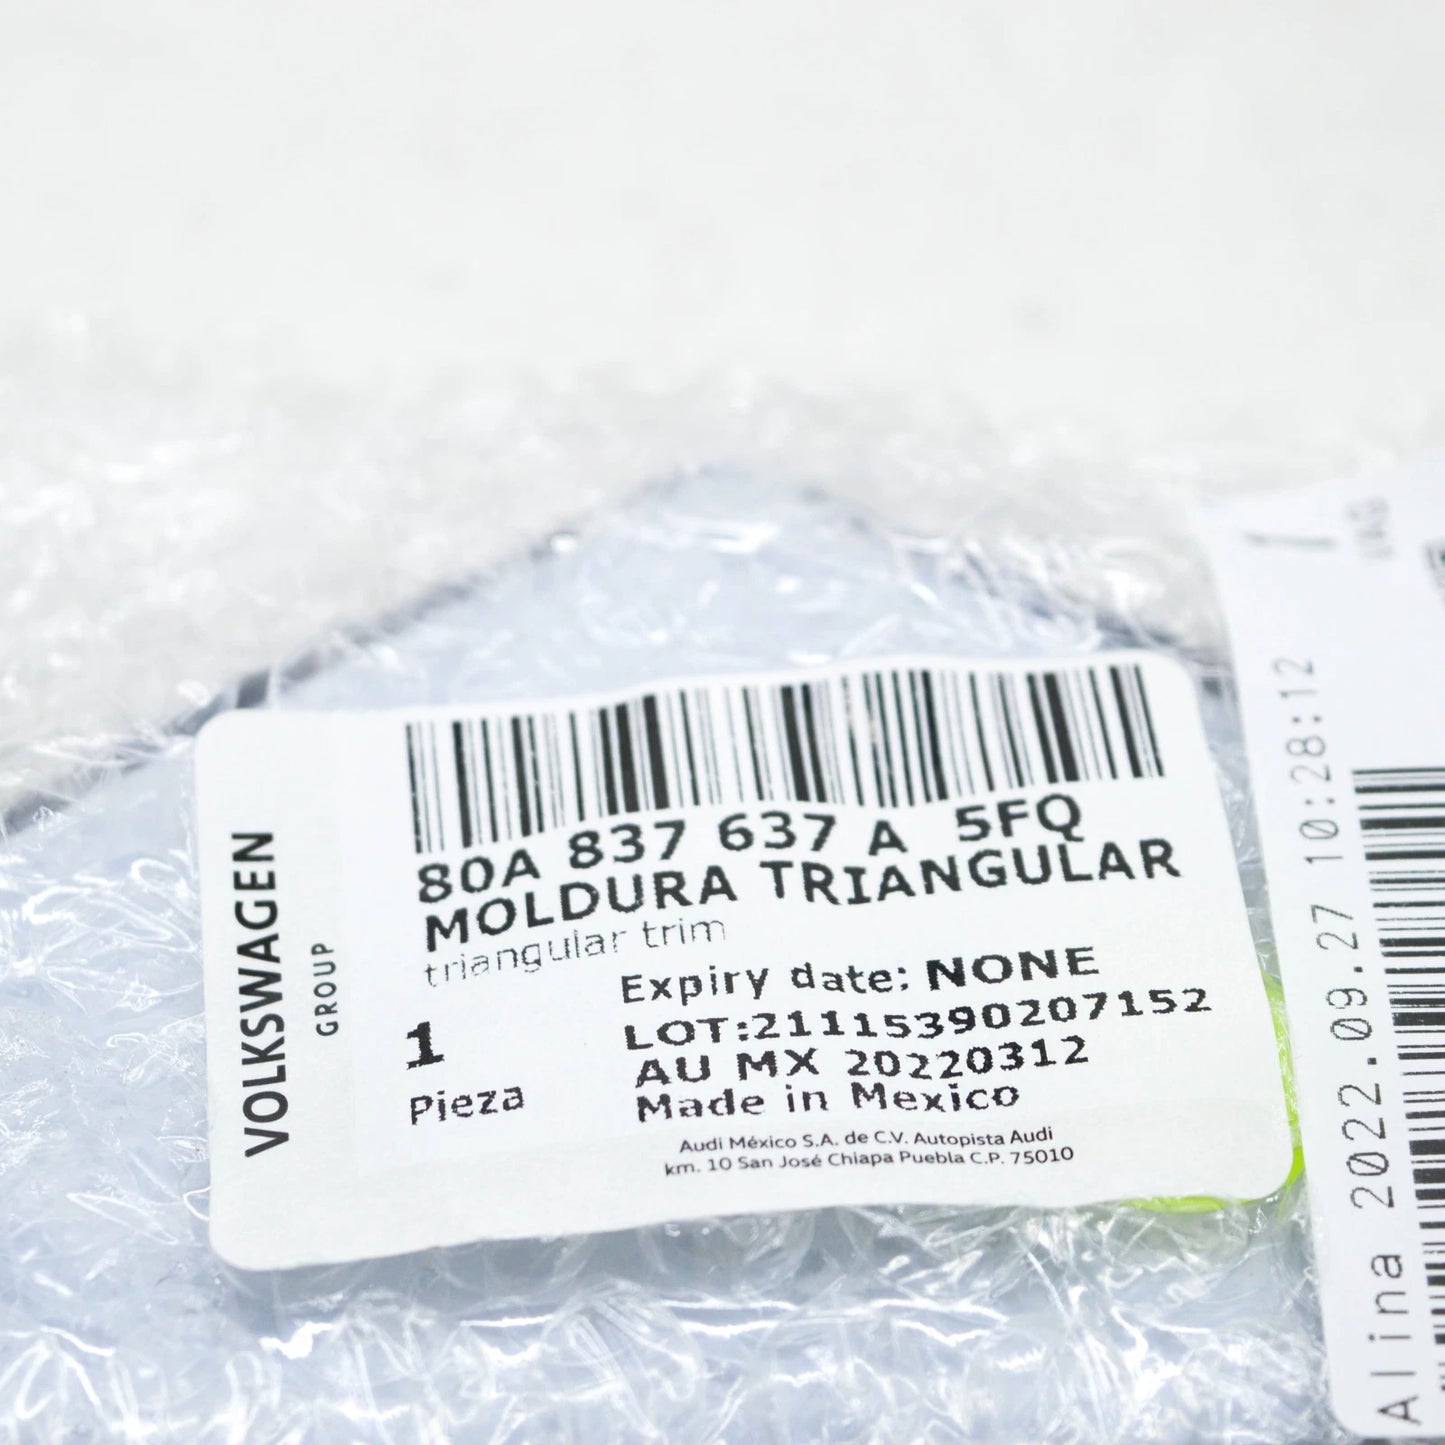 VOLKSWAGEN
GROUP
80A 837 637 A 5FQ
MOLDURA TRIANGULAR
triangular trim
Expiry date: NONE
LOT:21115390207152
AU MX 20220312
Made in Mexico
1
Pieza
Audi México S.A. de C.V. Autopista Audi
km. 10 San José Chiapa Puebla C.P. 75010
1
Alina 2022.09.27 10:28:12